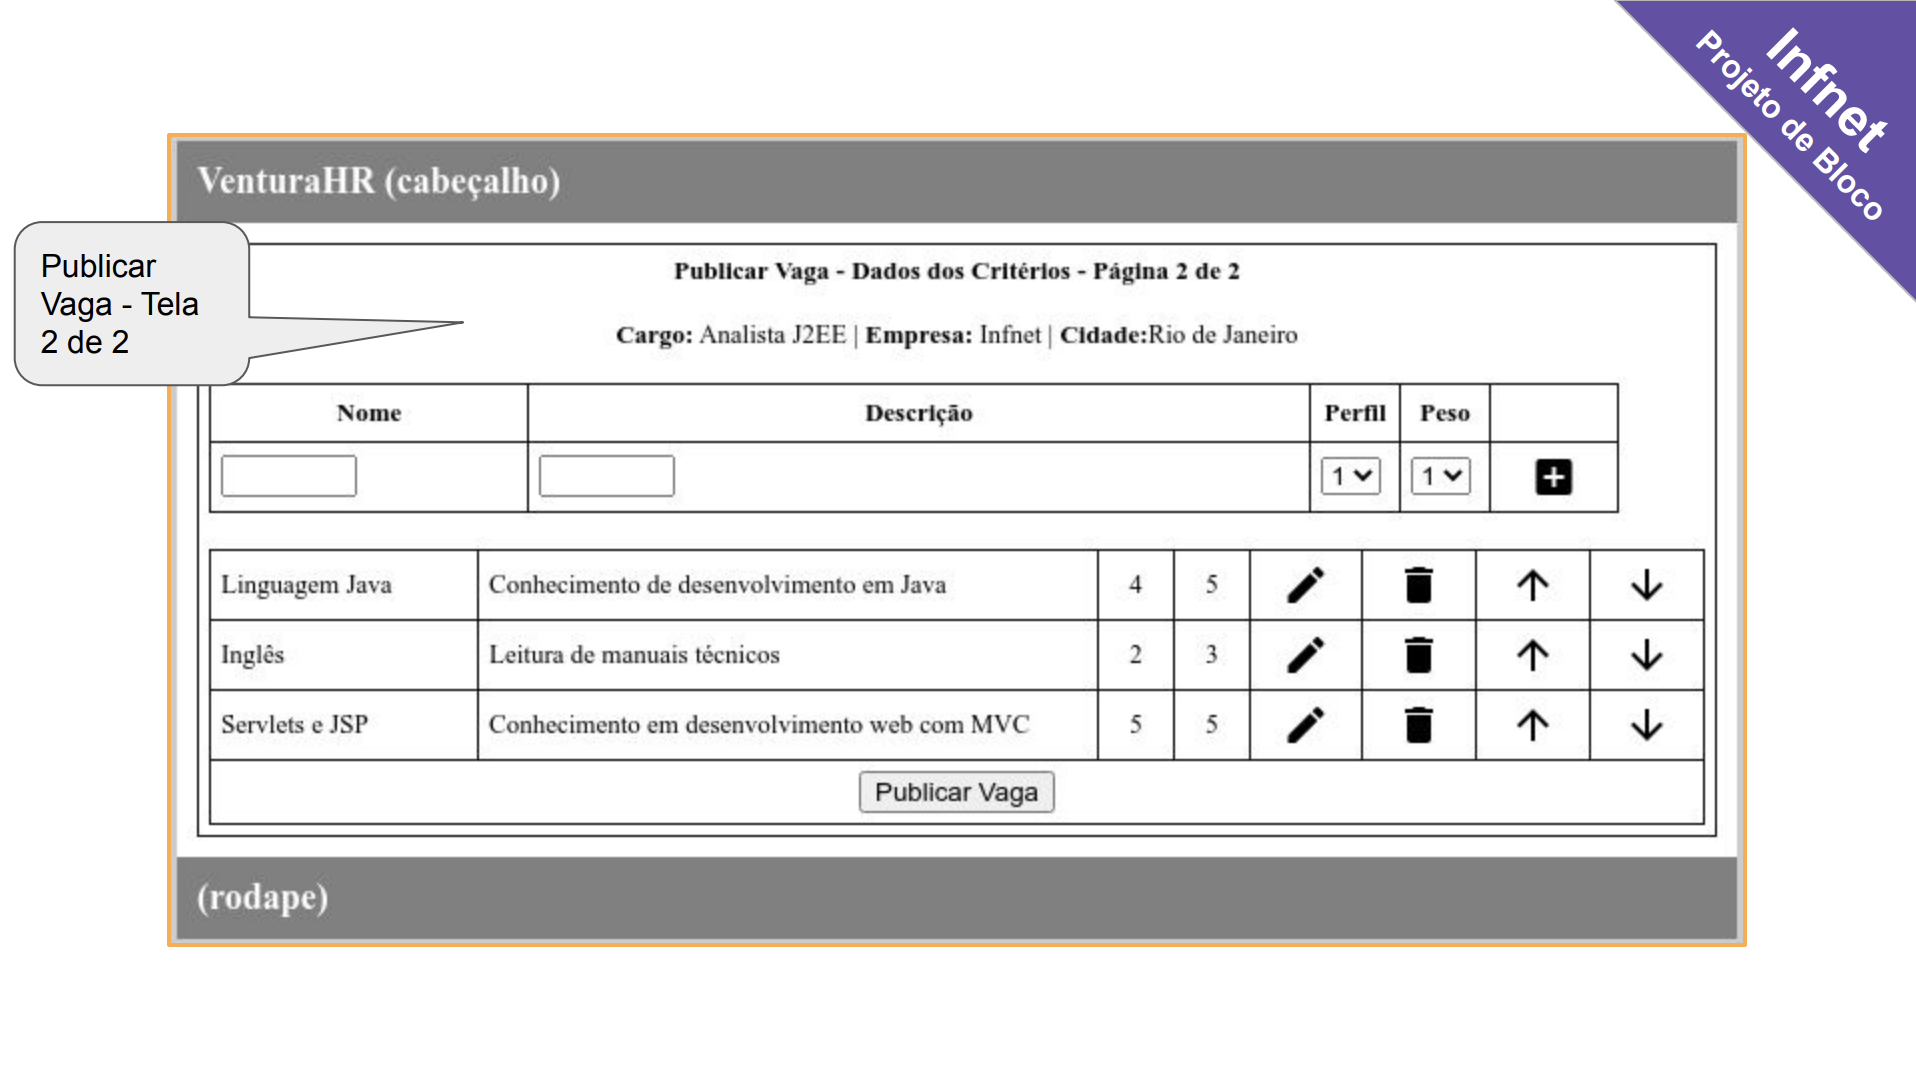 Infnet
Projeto de Bloco
VenturaHR (cabeçalho)
Publicar
Vaga - Tela
2 de 2
Publicar Vaga - Dados dos Critérios - Página 2 de 2
Cargo: Analista J2EE | Empresa: Infnet | Cidade:Rio de Janeiro
Nome Descrição Perfil Peso
1 1
Linguagem Java Conhecimento de desenvolvimento em Java 4 5
Inglês Leitura de manuais técnicos 2 3
Servlets e JSP Conhecimento em desenvolvimento web com MVC 5 5
Publicar Vaga
(rodape)